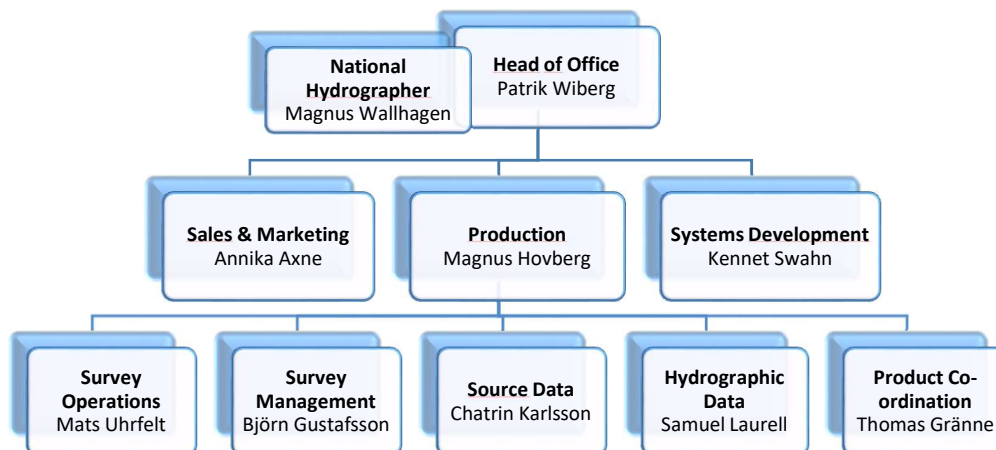 National
Hydrographer
Magnus Wallhagen
Head of Office
Patrik Wiberg
Sales & Marketing
Annika Axne
Production
Magnus Hovberg
Systems Development
Kennet Swahn
Survey
Operations
Mats Uhrfelt
Survey
Management
Björn Gustafsson
Source Data
Chatrin Karlsson
Hydrographic
Data
Samuel Laurell
Product Co-
ordination
Thomas Gränne